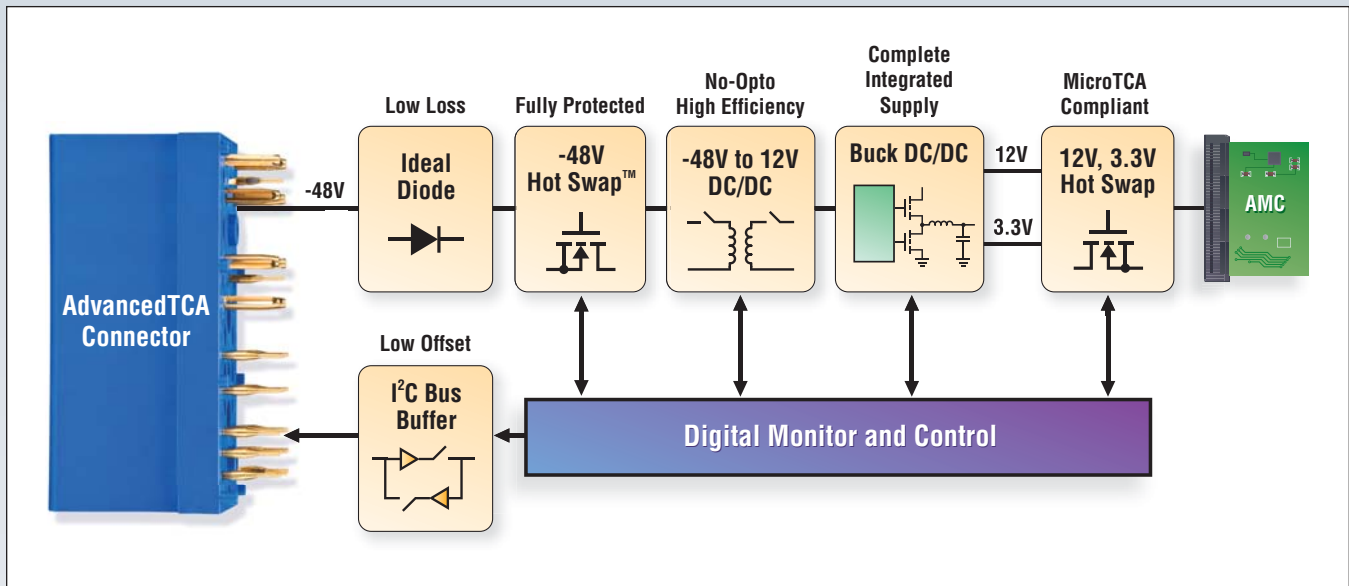 Low Loss
Fully Protected
No-Opto
High Efficiency
Complete
Integrated
Supply
MicroTCA
Compliant
AdvancedTCA
Connector
-48V
Ideal
Diode
-48V
Hot Swap™
-48V to 12V
DC/DC
Buck DC/DC
12V
3.3V
12V, 3.3V
Hot Swap
AMC
Low Offset
I²C Bus
Buffer
Digital Monitor and Control